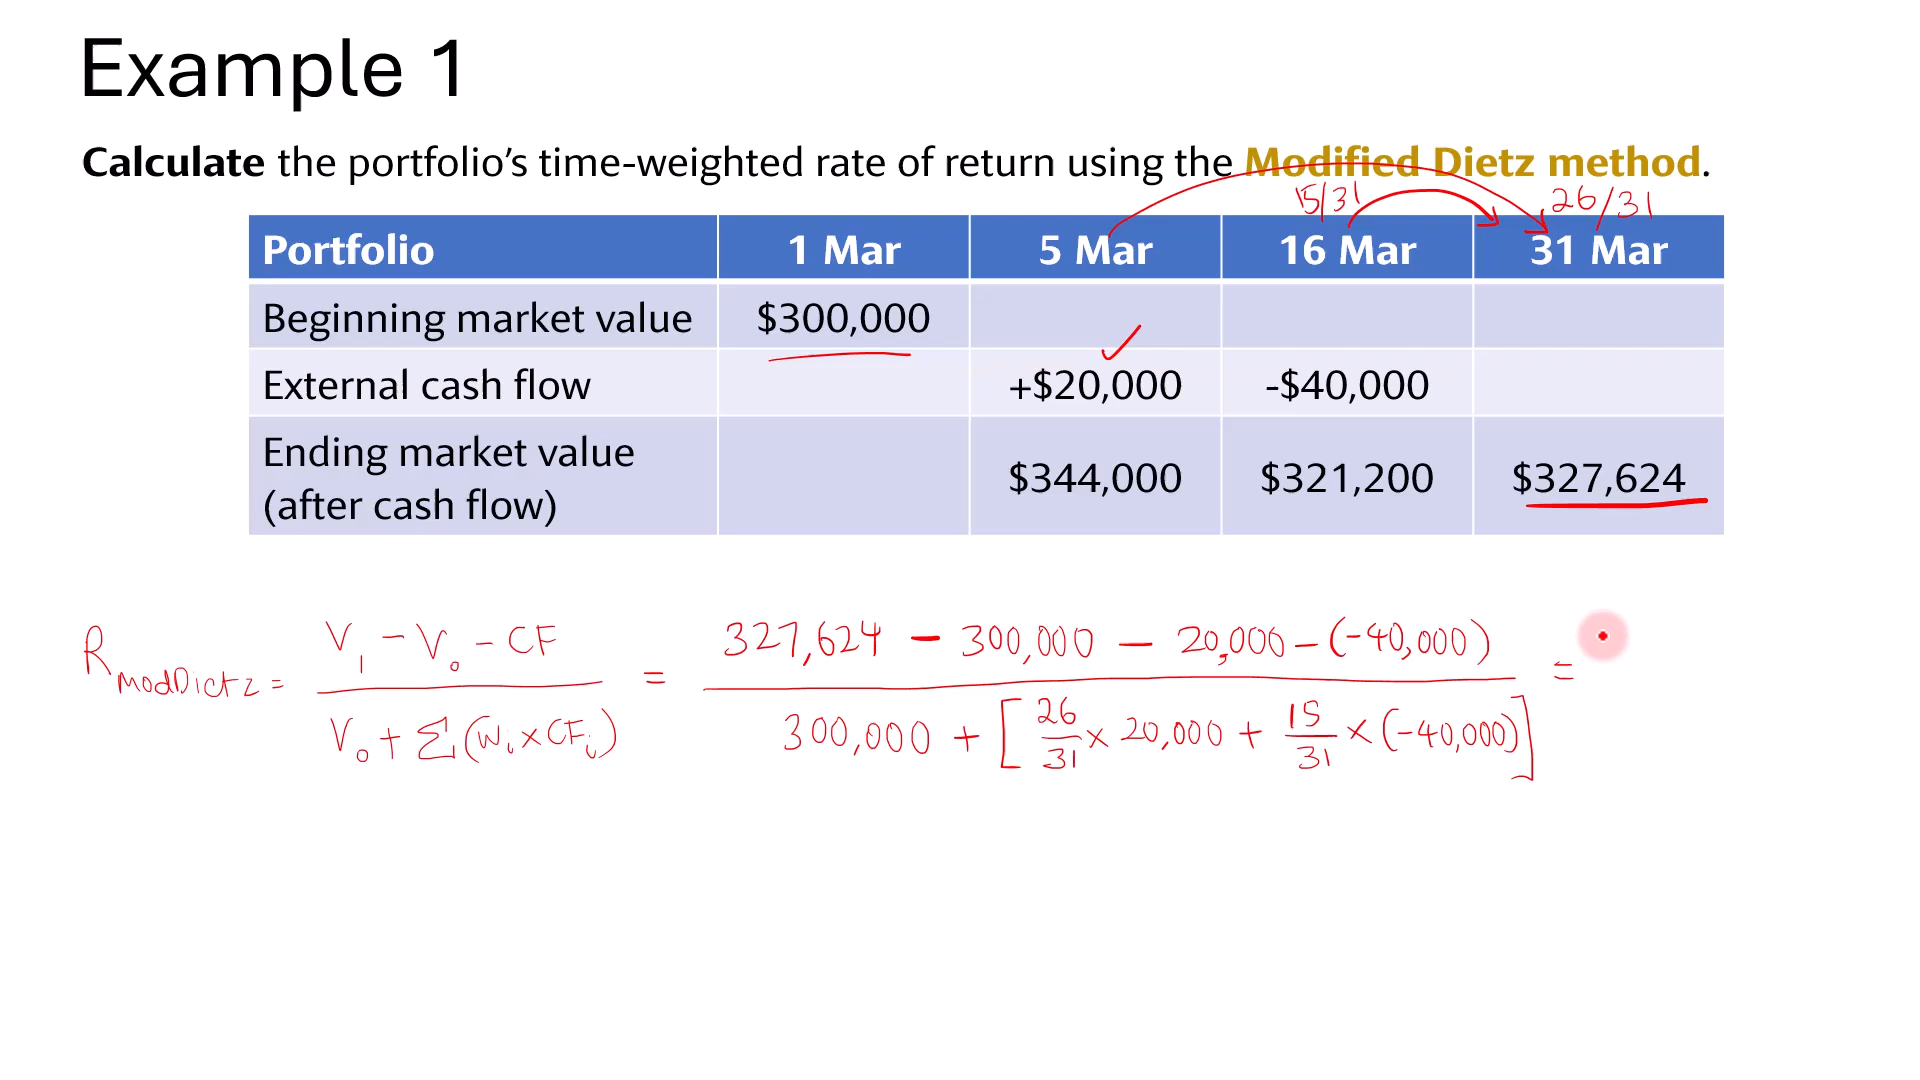 Example 1
Calculate the portfolio's time-weighted rate of return using the Modified Dietz method.
15/31 26/31
Portfolio 1 Mar 5 Mar 16 Mar 31 Mar
Beginning market value $300,000
External cash flow +$20,000 -$40,000
Ending market value
(after cash flow) $344,000 $321,200 $327,624
R ModDietz = (V₁ - V₀ - CF) / (V₀ + Σ(Wᵢ × CFᵢ)) = (327,624 - 300,000 - 20,000 - (-40,000)) / (300,000 + [26/31 × 20,000 + 15/31 × (-40,000)]) =